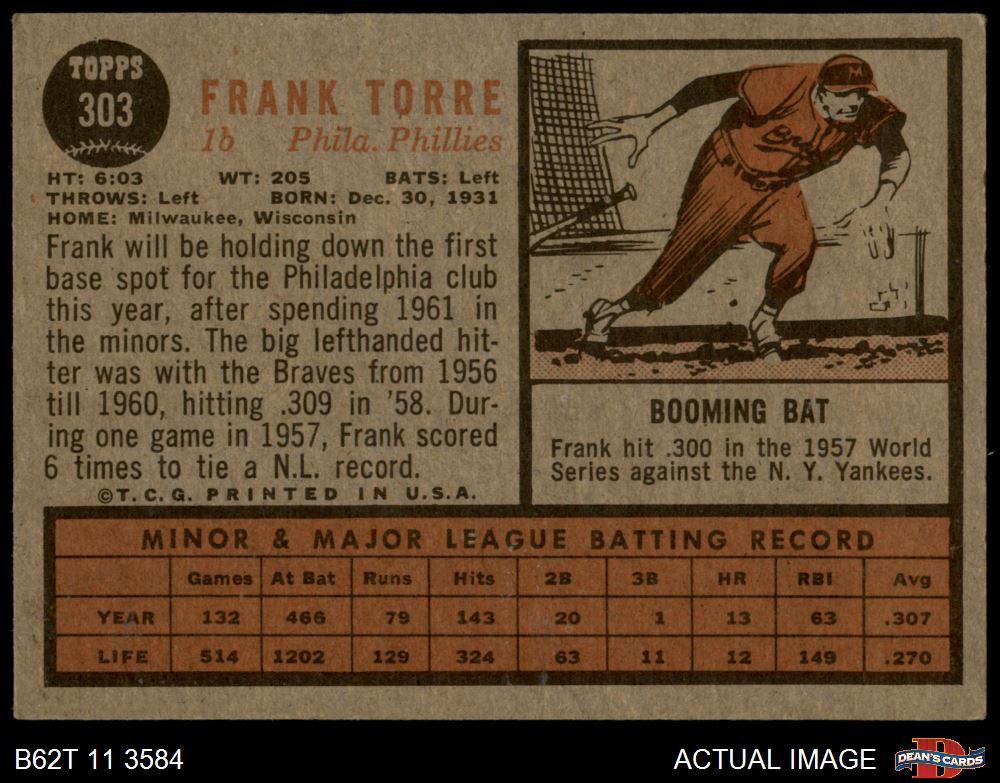 TOPPS
303
FRANK TORRE
1b Phila. Phillies
HT: 6:03 WT: 205 BATS: Left
THROWS: Left BORN: Dec. 30, 1931
HOME: Milwaukee, Wisconsin
Frank will be holding down the first
base spot for the Philadelphia club
this year, after spending 1961 in
the minors. The big lefthanded hit-
ter was with the Braves from 1956
till 1960, hitting .309 in '58. Dur-
ing one game in 1957, Frank scored
6 times to tie a N.L. record.
©T.C.G. PRINTED IN U.S.A.
M
BOOMING BAT
Frank hit .300 in the 1957 World
Series against the N. Y. Yankees.
MINOR & MAJOR LEAGUE BATTING RECORD
Games At Bat Runs Hits 2B 3B HR RBI Avg
YEAR 132 466 79 143 20 1 13 63 .307
LIFE 514 1202 129 324 63 11 12 149 .270
B62T 11 3584
ACTUAL IMAGE
DEAN'S CARDS